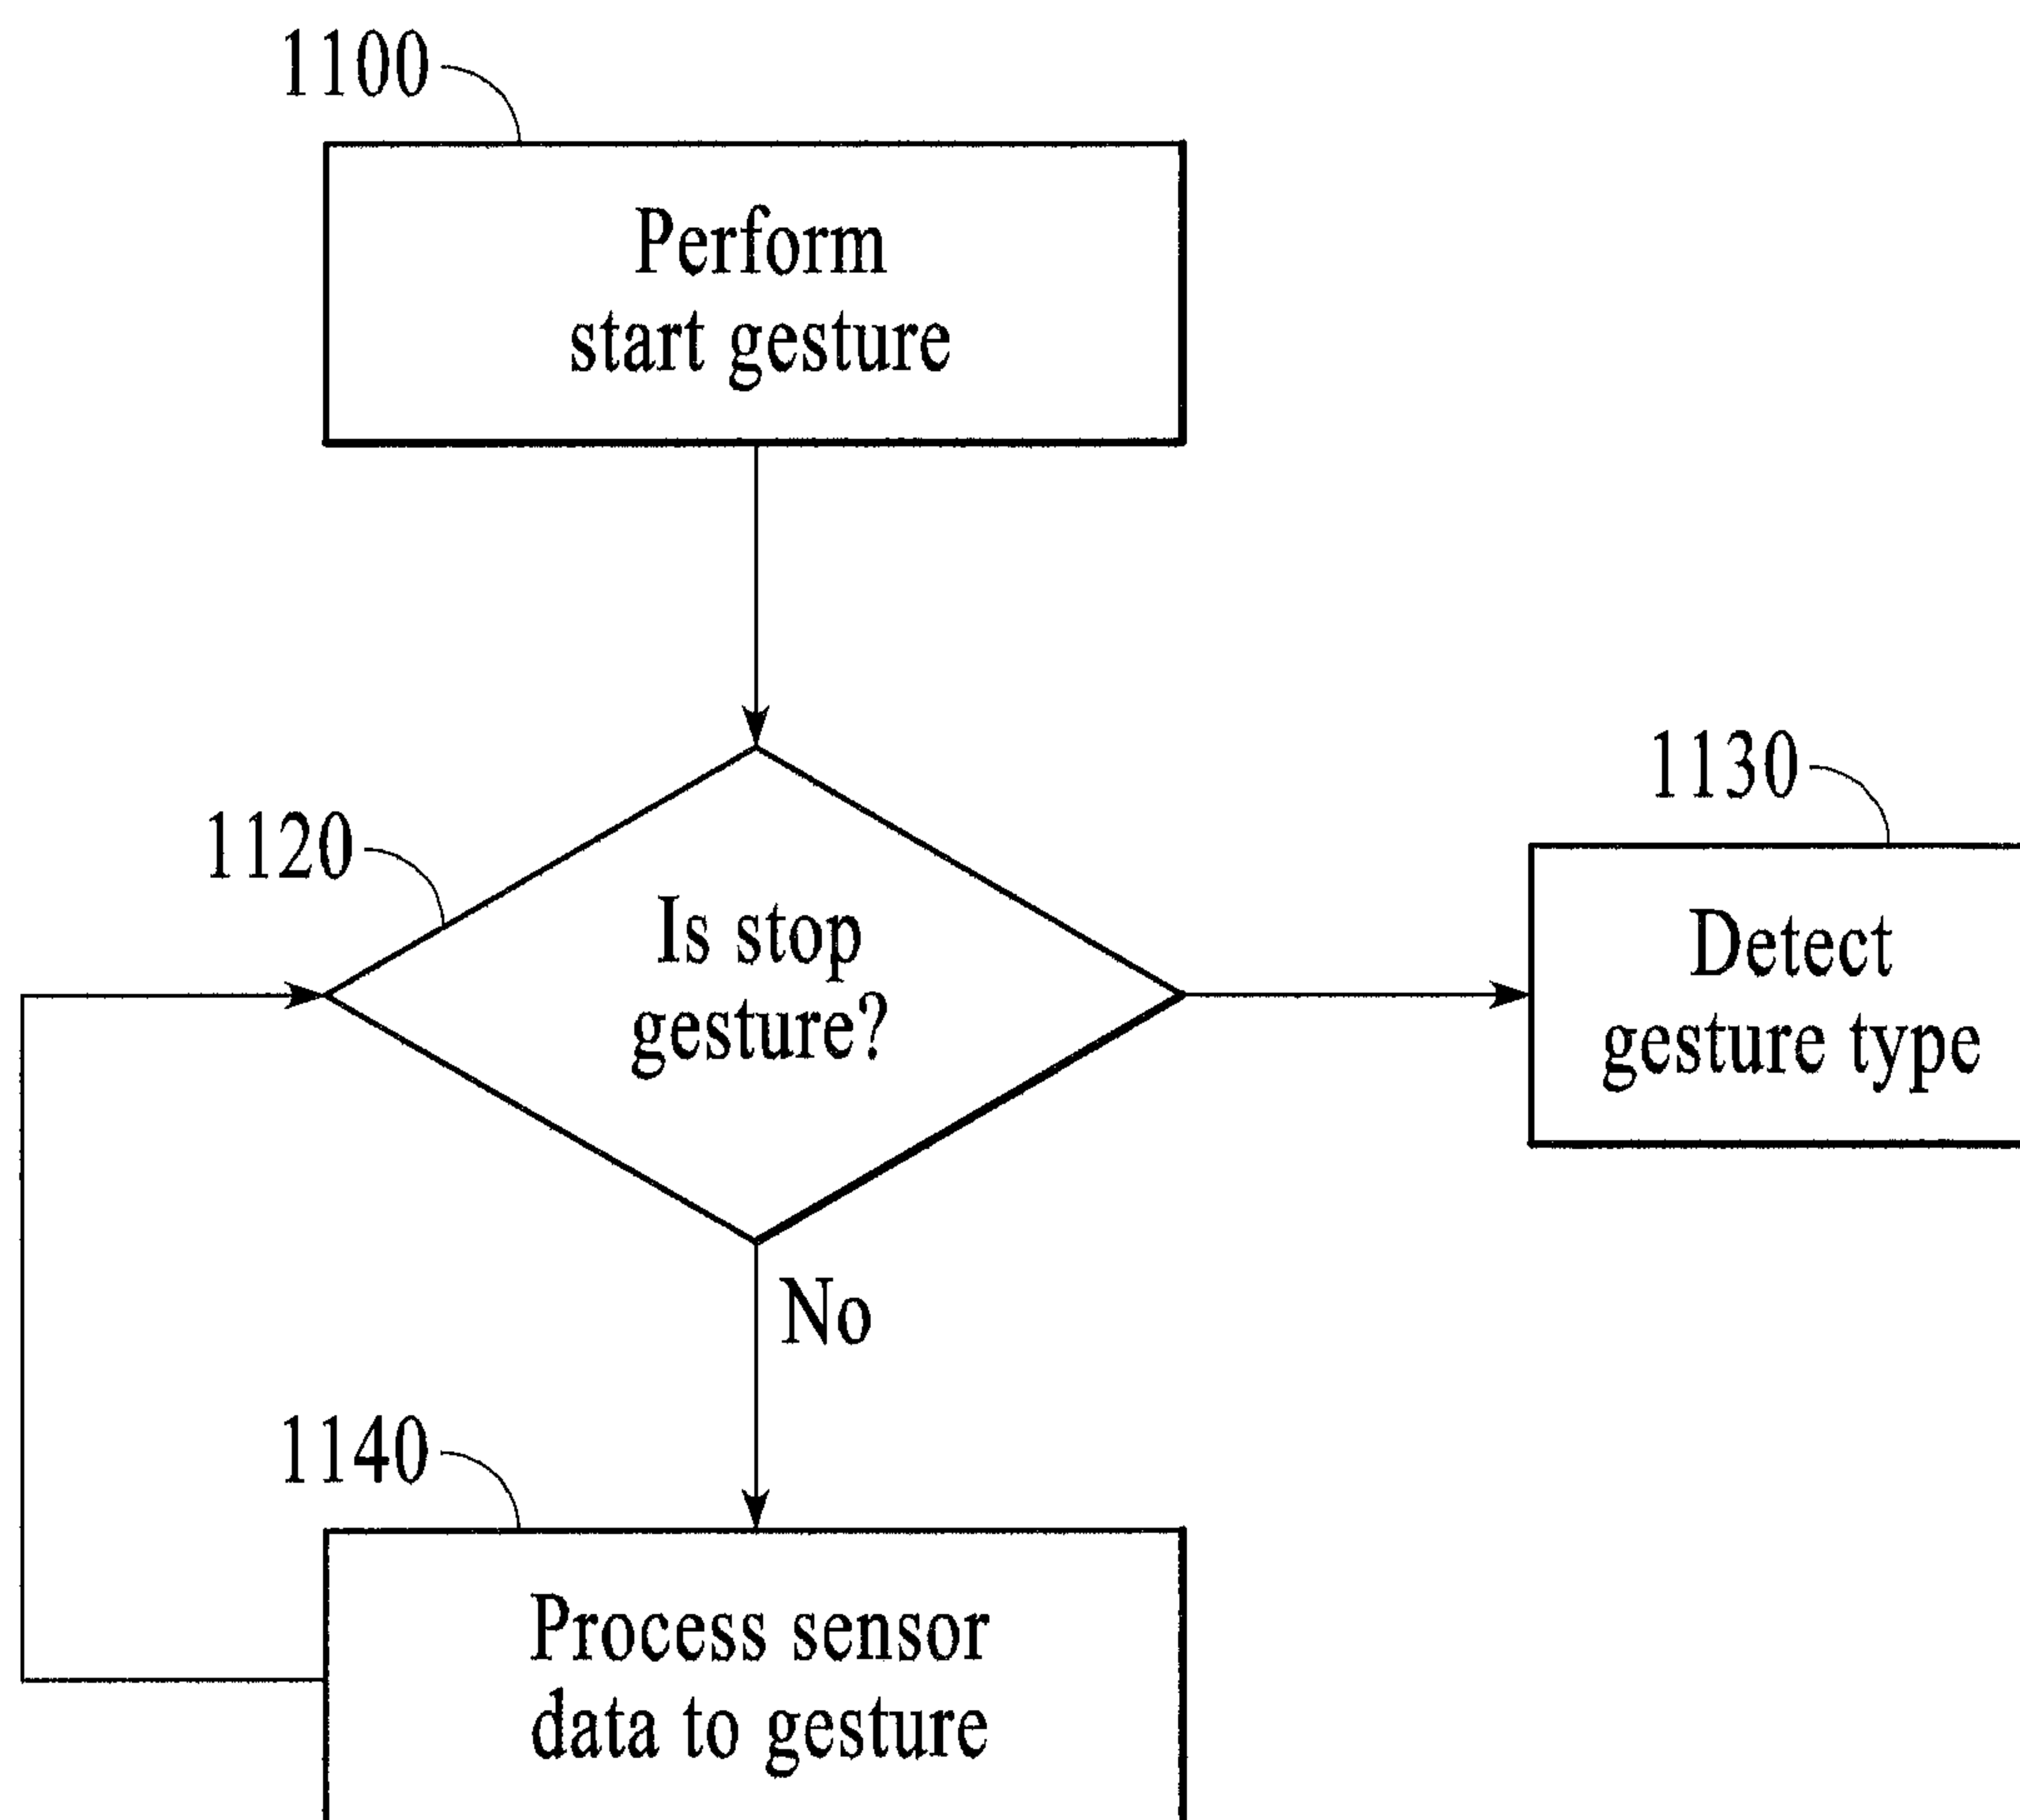 1100
Perform
start gesture
1120
Is stop
gesture?
1130
Detect
gesture type
No
1140
Process sensor
data to gesture